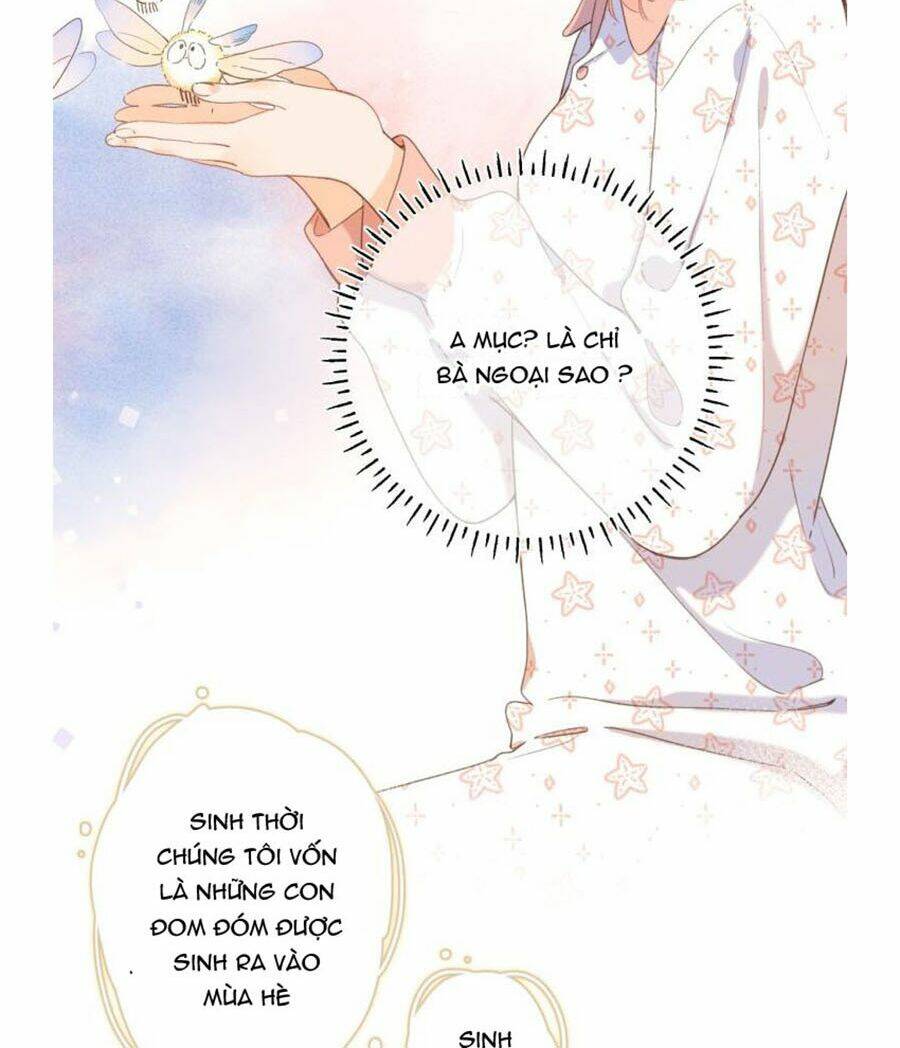 A MỤC? LÀ CHỈ
BÀ NGOẠI SAO ?
SINH THỜI
CHÚNG TÔI VỐN
LÀ NHỮNG CON
ĐOM ĐÓM ĐƯỢC
SINH RA VÀO
MÙA HÈ
SINH